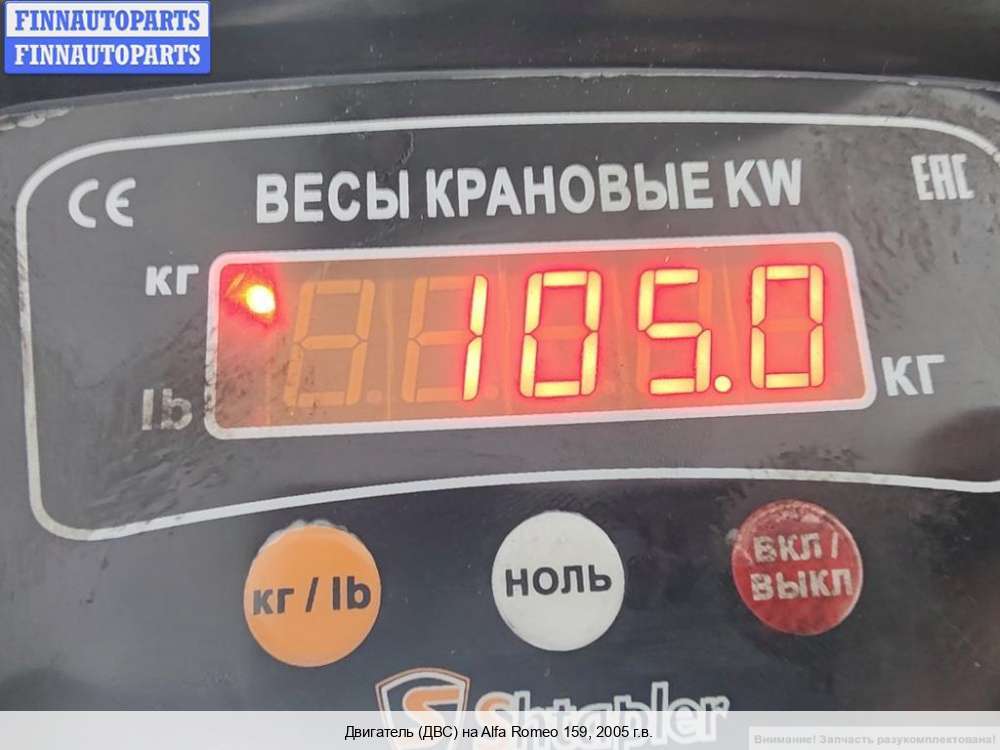 FINNAUTOPARTS
FINNAUTOPARTS
CE
ВЕСЫ КРАНОВЫЕ KW
EAC
кг
105.0
lb
кг
кг / lb
НОЛЬ
ВКЛ /
ВЫКЛ
Shtapler
Двигатель (ДВС) на Alfa Romeo 159, 2005 г.в.
Внимание! Запчасть разукомплектована!